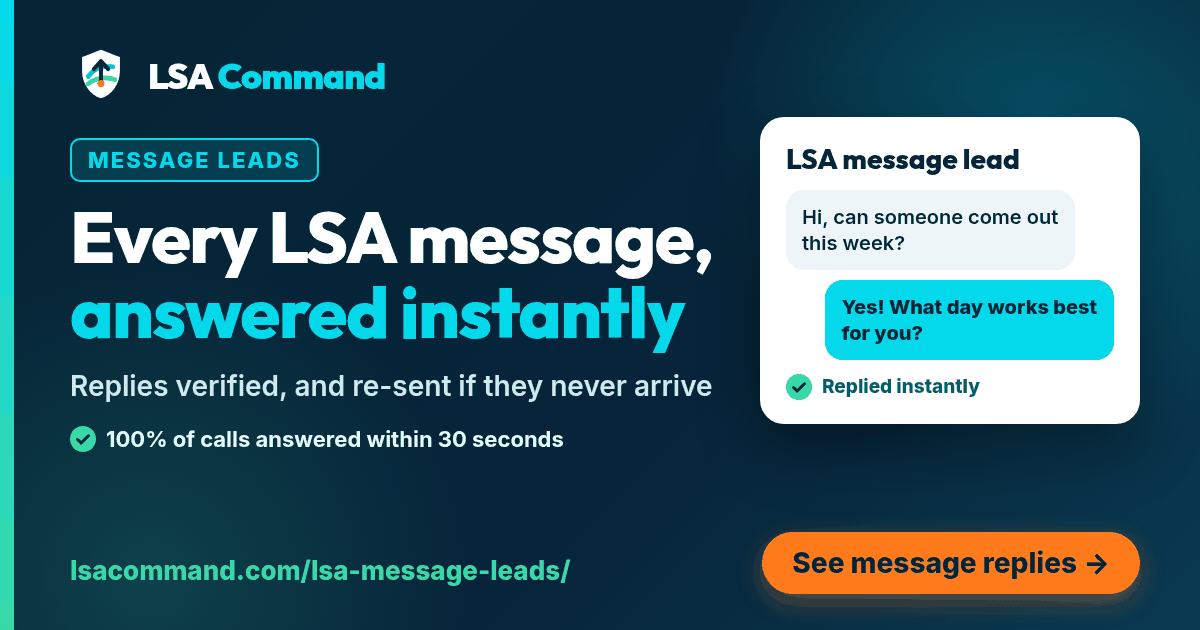 LSA Command
MESSAGE LEADS
Every LSA message,
answered instantly
Replies verified, and re-sent if they never arrive
100% of calls answered within 30 seconds
lsacommand.com/lsa-message-leads/
LSA message lead
Hi, can someone come out
this week?
Yes! What day works best
for you?
Replied instantly
See message replies →